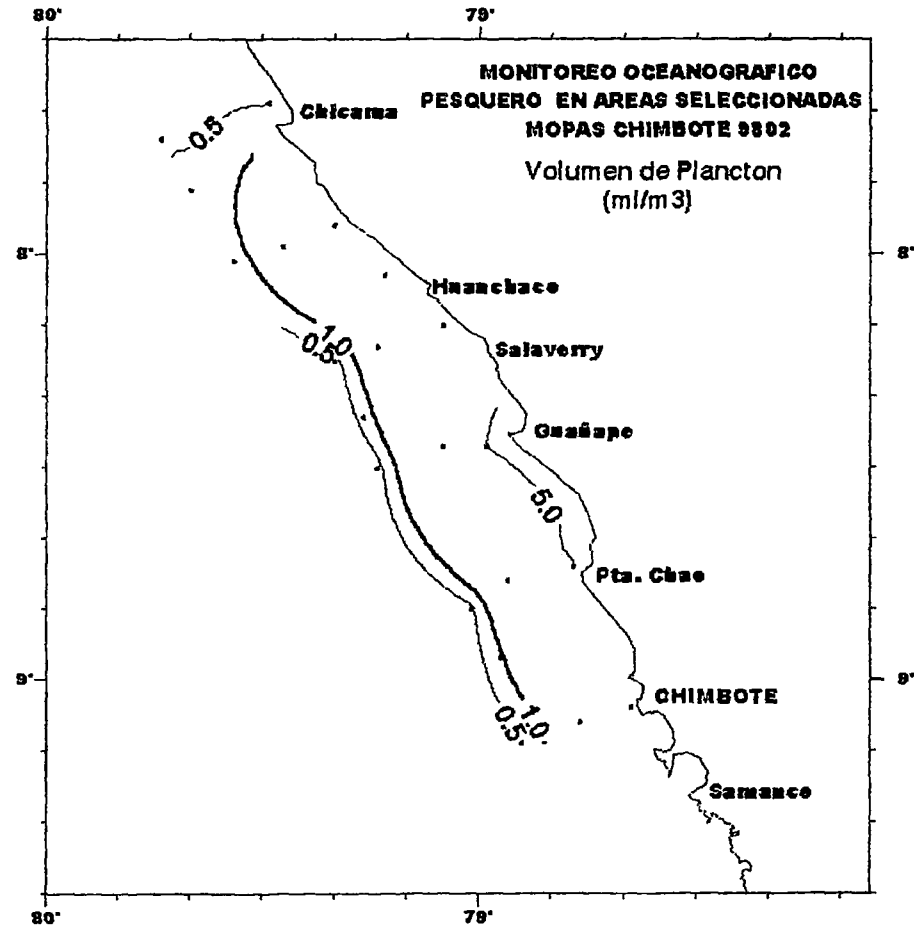 80°
79°
MONITOREO OCEANOGRAFICO
PESQUERO EN AREAS SELECCIONADAS
MOPAS CHIMBOTE 9802
Volumen de Plancton
(ml/m3)
Chicama
0.5
8°
8°
Huanchaco
1.0
0.5
Salaverry
Guañape
5.0
Pta. Chao
9°
9°
CHIMBOTE
1.0
0.5
Samanco
80°
79°